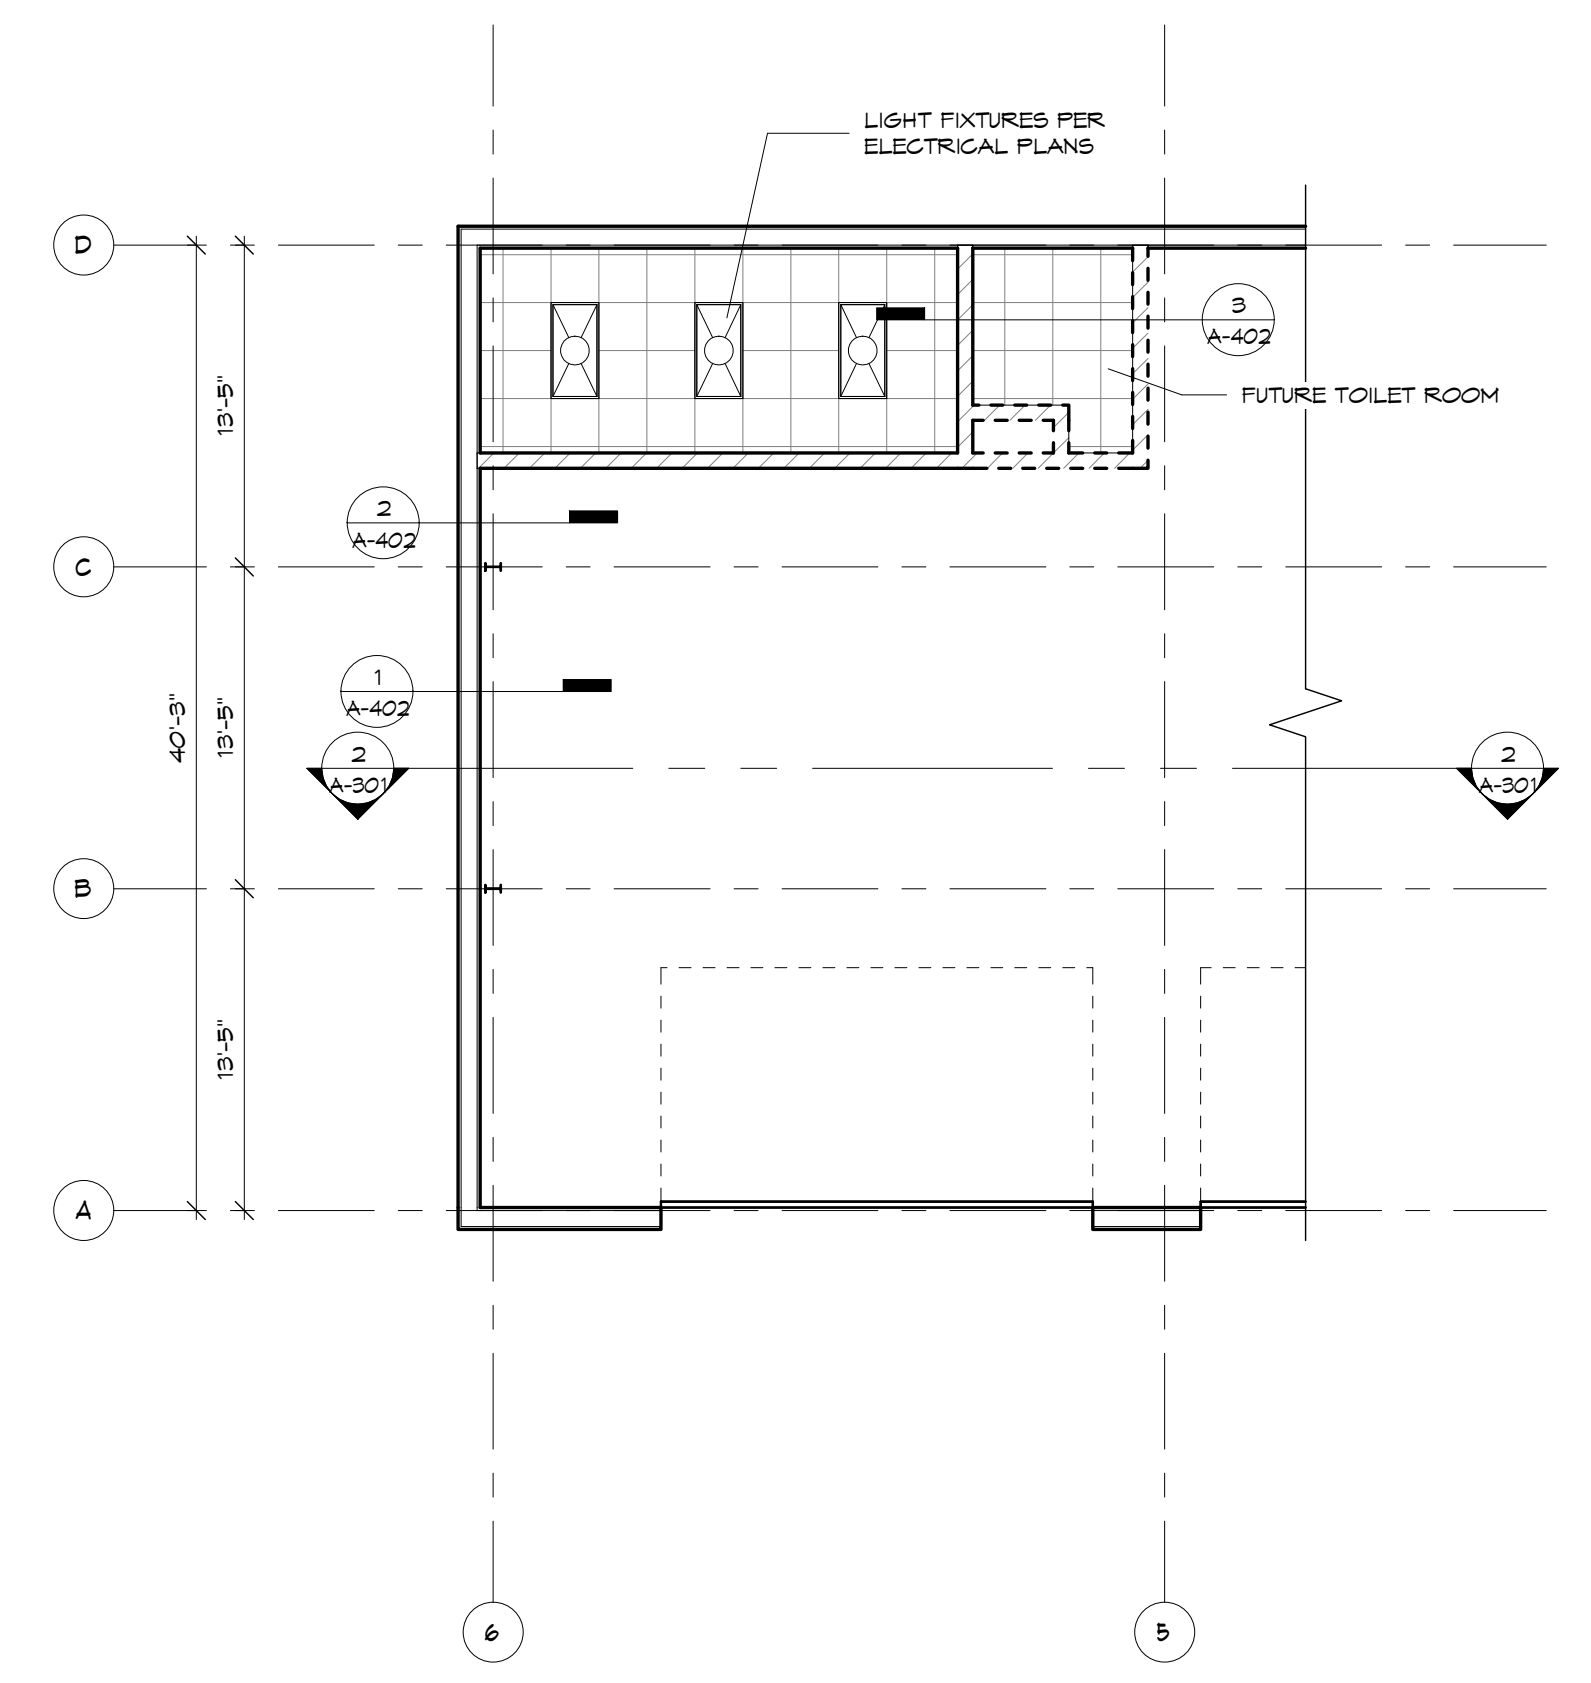 LIGHT FIXTURES PER
ELECTRICAL PLANS
D
3
A-402
FUTURE TOILET ROOM
13'-5"
2
A-402
C
1
A-402
40'-3"
13'-5"
2
A-301
2
A-301
B
13'-5"
A
6
5